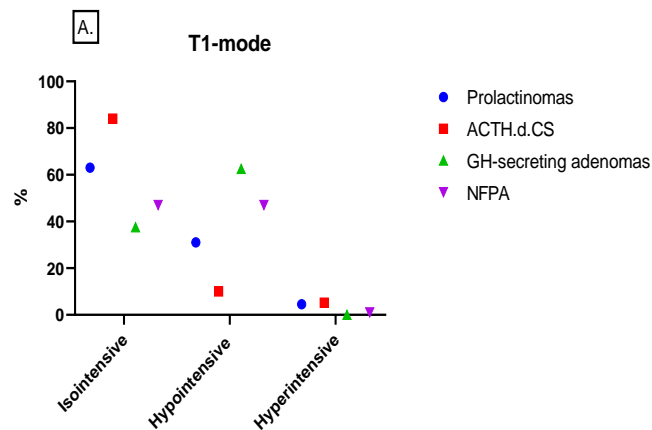 A.
T1-mode
100
80
60
40
20
0
%
Isointensive
Hypointensive
Hyperintensive
Prolactinomas
ACTH.d.CS
GH-secreting adenomas
NFPA